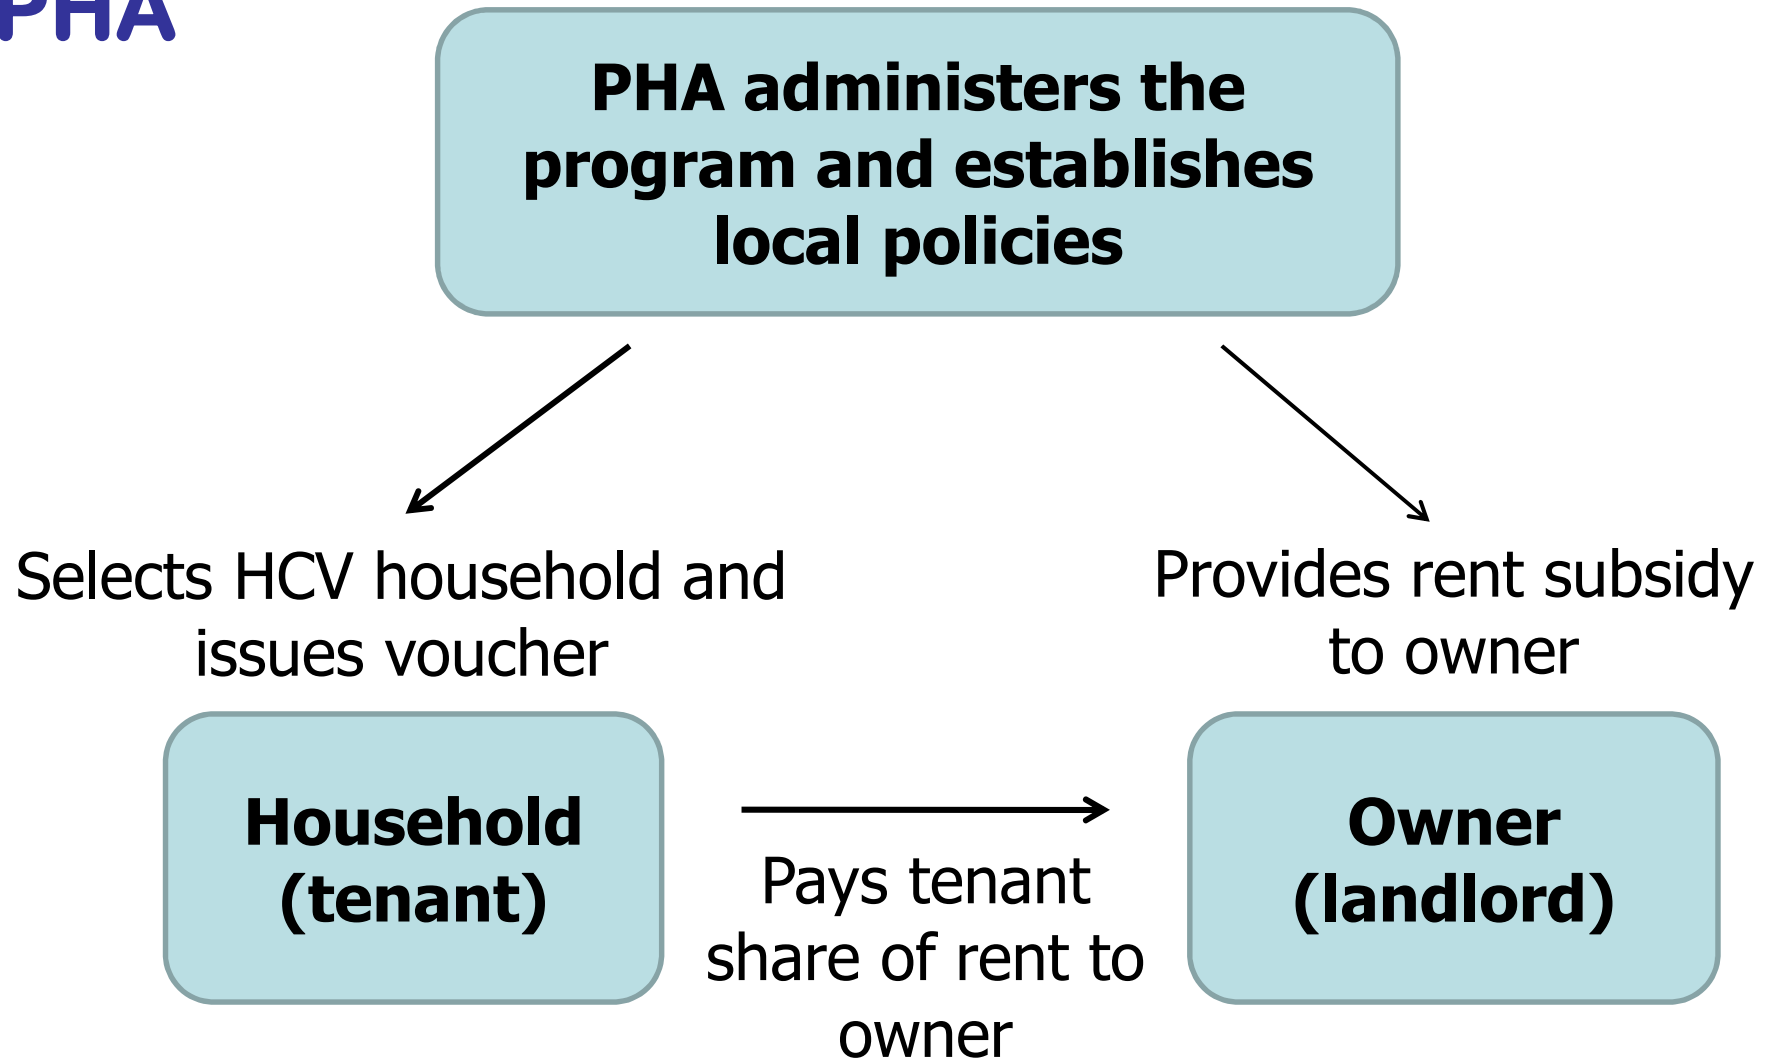 PHA
PHA administers the
program and establishes
local policies
Selects HCV household and
issues voucher
Provides rent subsidy
to owner
Household
(tenant)
Pays tenant
share of rent to
owner
Owner
(landlord)